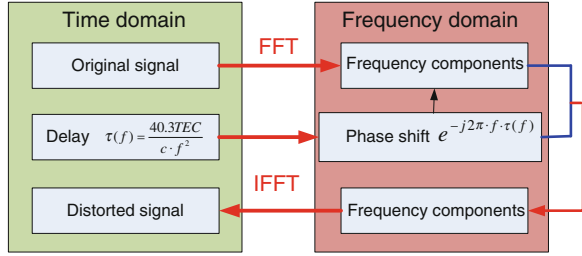 Time domain
Frequency domain
Original signal
FFT
Frequency components
Delay τ(f) = 40.3TEC / c · f²
Phase shift e^{-j2π·f·τ(f)}
Distorted signal
IFFT
Frequency components